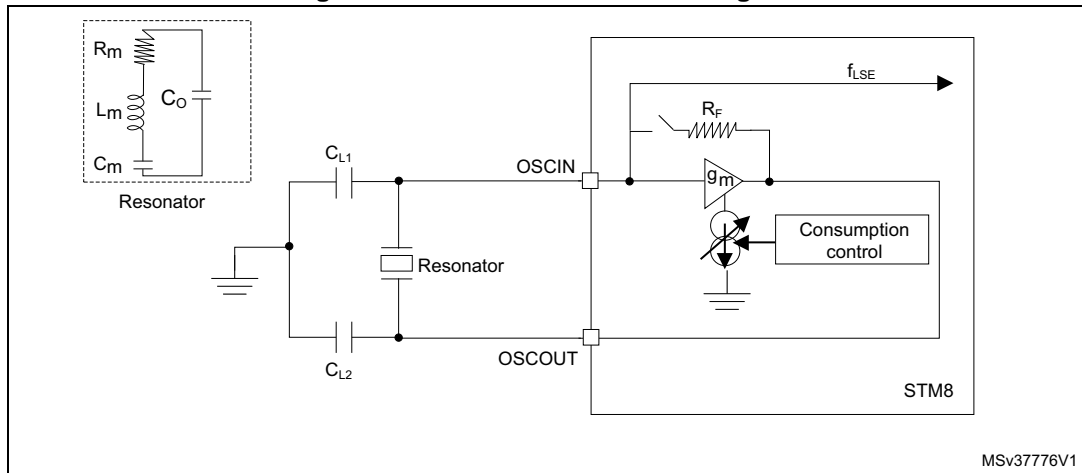 Rm
Lm
CO
Cm
Resonator
CL1
CL2
Resonator
OSCIN
OSCOUT
fLSE
RF
gm
Consumption
control
STM8
MSv37776V1